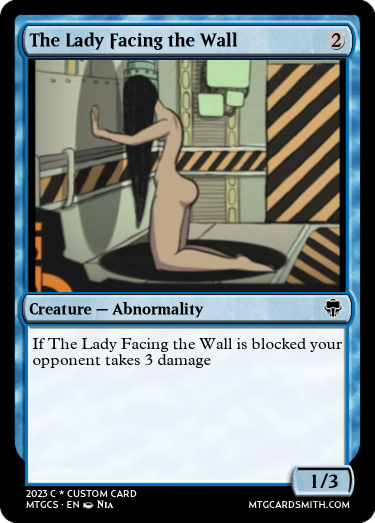 The Lady Facing the Wall 2
Creature — Abnormality
If The Lady Facing the Wall is blocked your
opponent takes 3 damage
1/3
2023 C * CUSTOM CARD
MTGCS · EN NIA
MTGCARDSMITH.COM